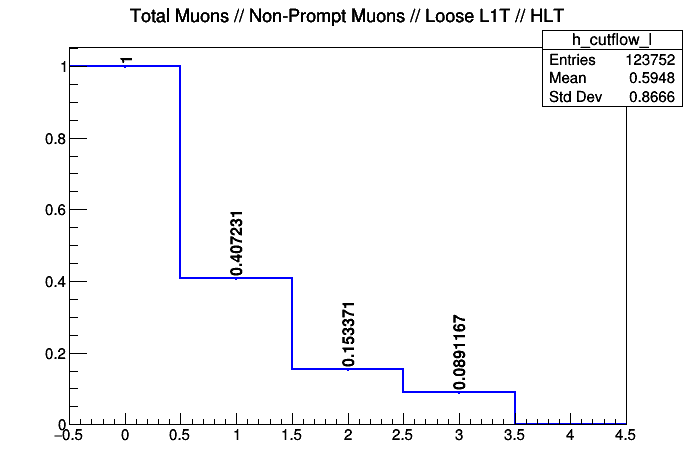 Total Muons // Non-Prompt Muons // Loose L1T // HLT
h_cutflow_l
Entries 123752
Mean 0.5948
Std Dev 0.8666
1
0.8
0.6
0.4
0.2
0
1
0.407231
0.153371
0.0891167
−0.5 0 0.5 1 1.5 2 2.5 3 3.5 4 4.5